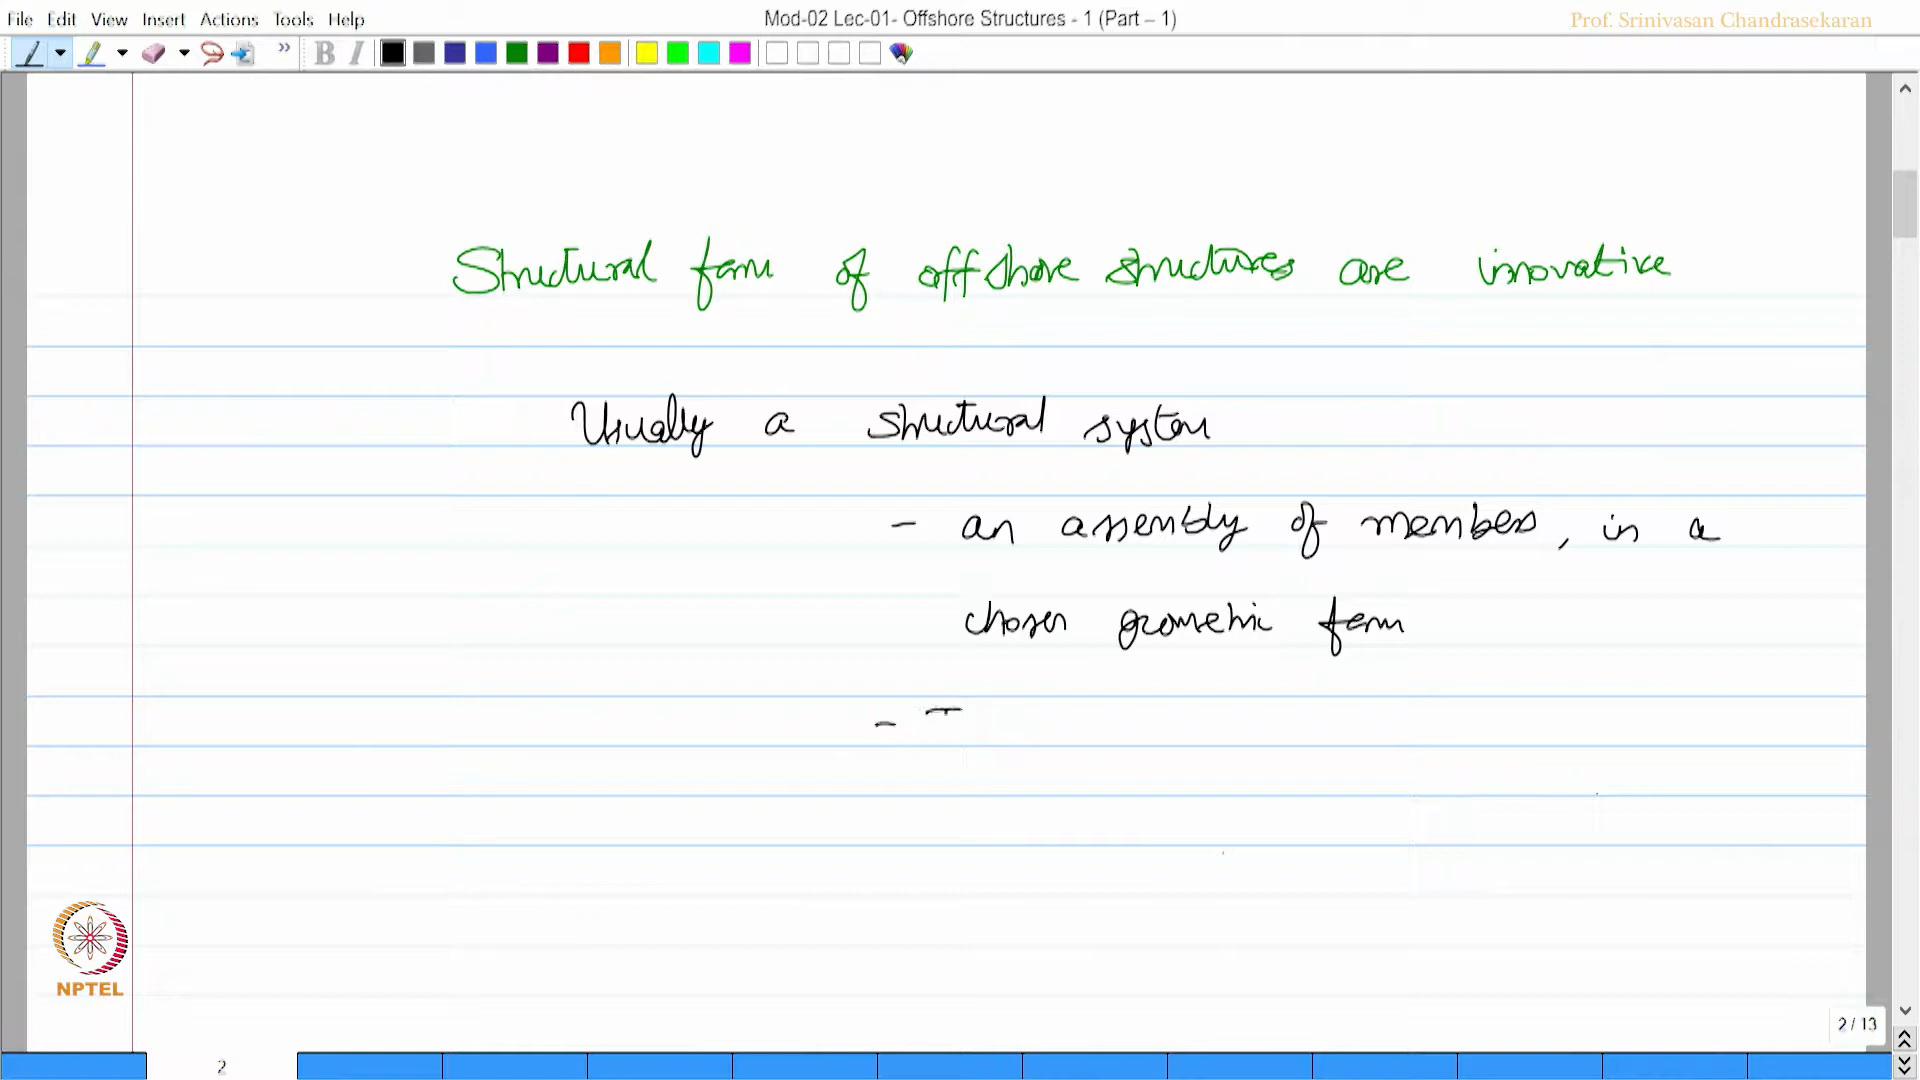 File Edit View Insert Actions Tools Help
Mod-02 Lec-01- Offshore Structures - 1 (Part – 1)
Prof. Srinivasan Chandrasekaran
B I
Structural form of offshore structures are innovative
Usually a structural system
- an assembly of members, in a
chosen geometric form
-
NPTEL
2 / 13
2